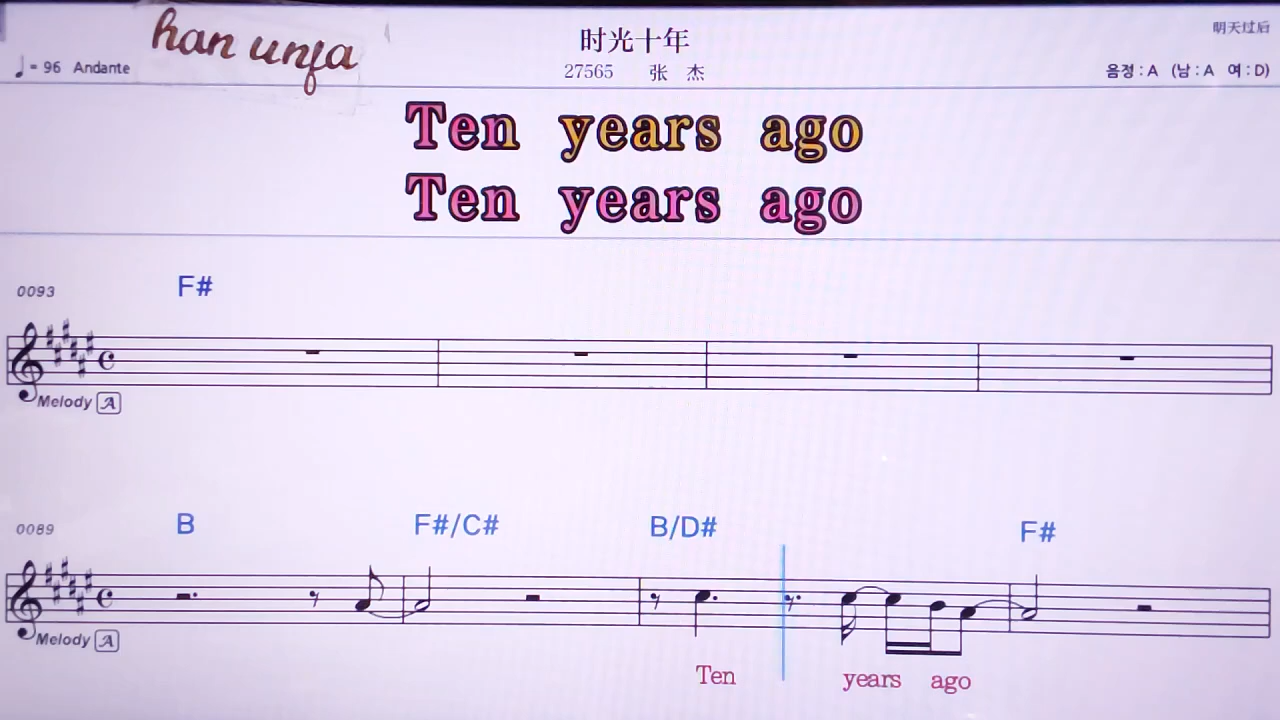 han unfa
时光十年
明天过后
♩= 96 Andante
27565 张 杰
음정 : A (남 : A 여 : D)
Ten years ago
Ten years ago
0093
F#
Melody A
0089
B F#/C# B/D# F#
Melody A
Ten years ago